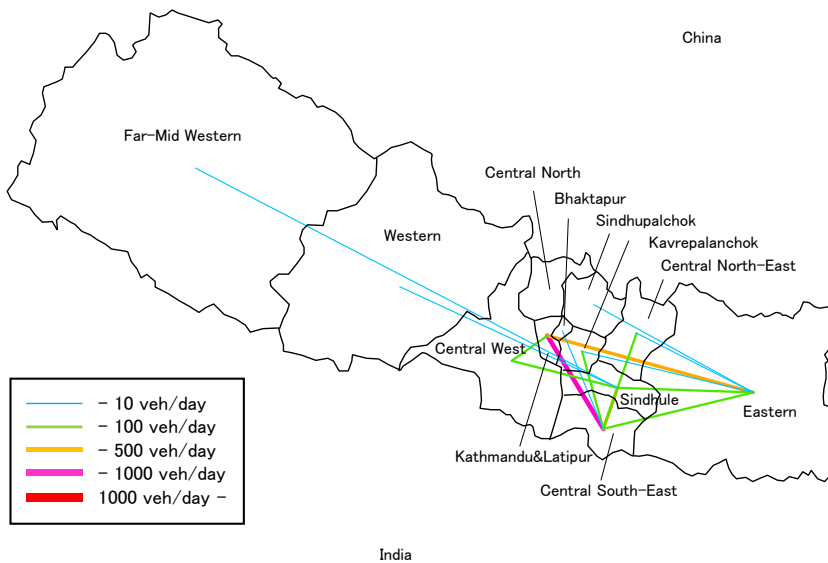 China
Far-Mid Western
Central North
Bhaktapur
Sindhupalchok
Kavrepalanchok
Western
Central North-East
Central West
Sindhule
Eastern
Kathmandu&Latipur
Central South-East
- 10 veh/day
- 100 veh/day
- 500 veh/day
- 1000 veh/day
1000 veh/day -
India